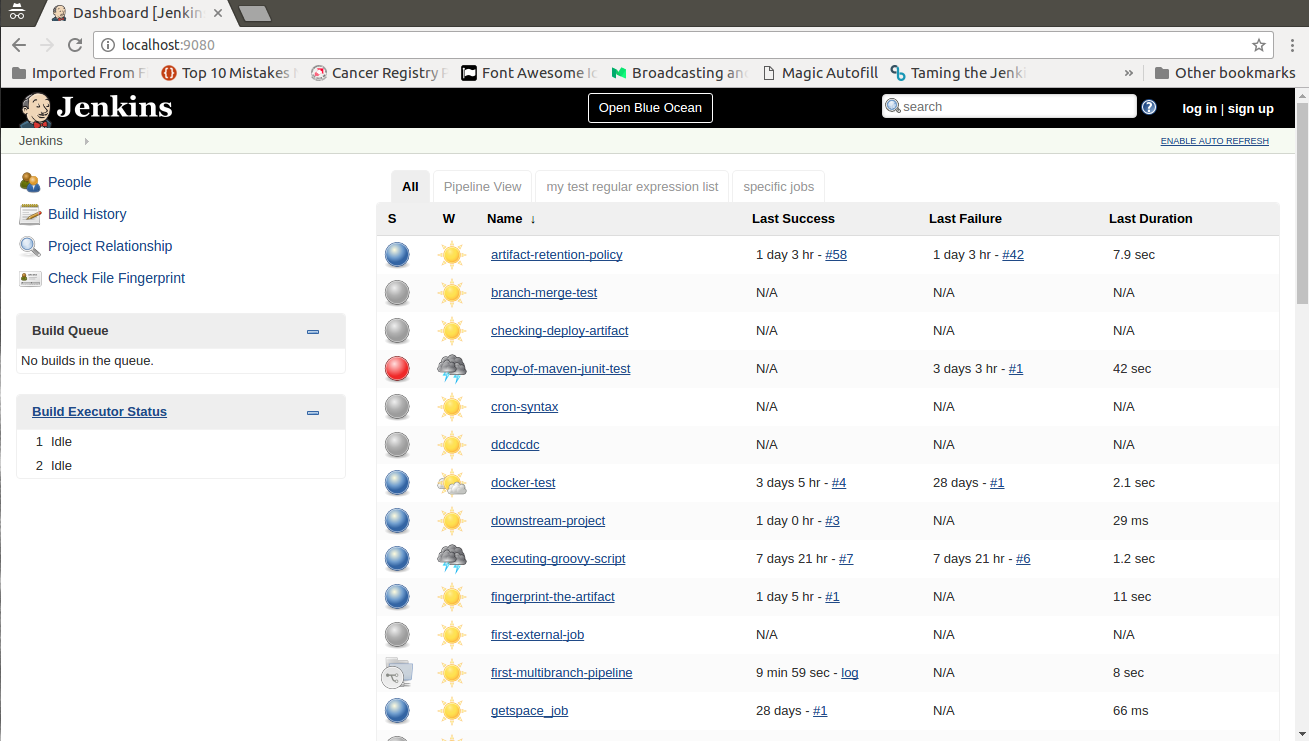 Dashboard [Jenkin
localhost:9080
Imported From F Top 10 Mistakes Cancer Registry Font Awesome Ic Broadcasting an Magic Autofill Taming the Jenki » Other bookmarks
Jenkins Open Blue Ocean search log in | sign up
Jenkins ENABLE AUTO REFRESH
People
Build History
Project Relationship
Check File Fingerprint
Build Queue
No builds in the queue.
Build Executor Status
1 Idle
2 Idle
All Pipeline View my test regular expression list specific jobs
S W Name ↓ Last Success Last Failure Last Duration
artifact-retention-policy 1 day 3 hr - #58 1 day 3 hr - #42 7.9 sec
branch-merge-test N/A N/A N/A
checking-deploy-artifact N/A N/A N/A
copy-of-maven-junit-test N/A 3 days 3 hr - #1 42 sec
cron-syntax N/A N/A N/A
ddcdcdc N/A N/A N/A
docker-test 3 days 5 hr - #4 28 days - #1 2.1 sec
downstream-project 1 day 0 hr - #3 N/A 29 ms
executing-groovy-script 7 days 21 hr - #7 7 days 21 hr - #6 1.2 sec
fingerprint-the-artifact 1 day 5 hr - #1 N/A 11 sec
first-external-job N/A N/A N/A
first-multibranch-pipeline 9 min 59 sec - log N/A 8 sec
getspace_job 28 days - #1 N/A 66 ms